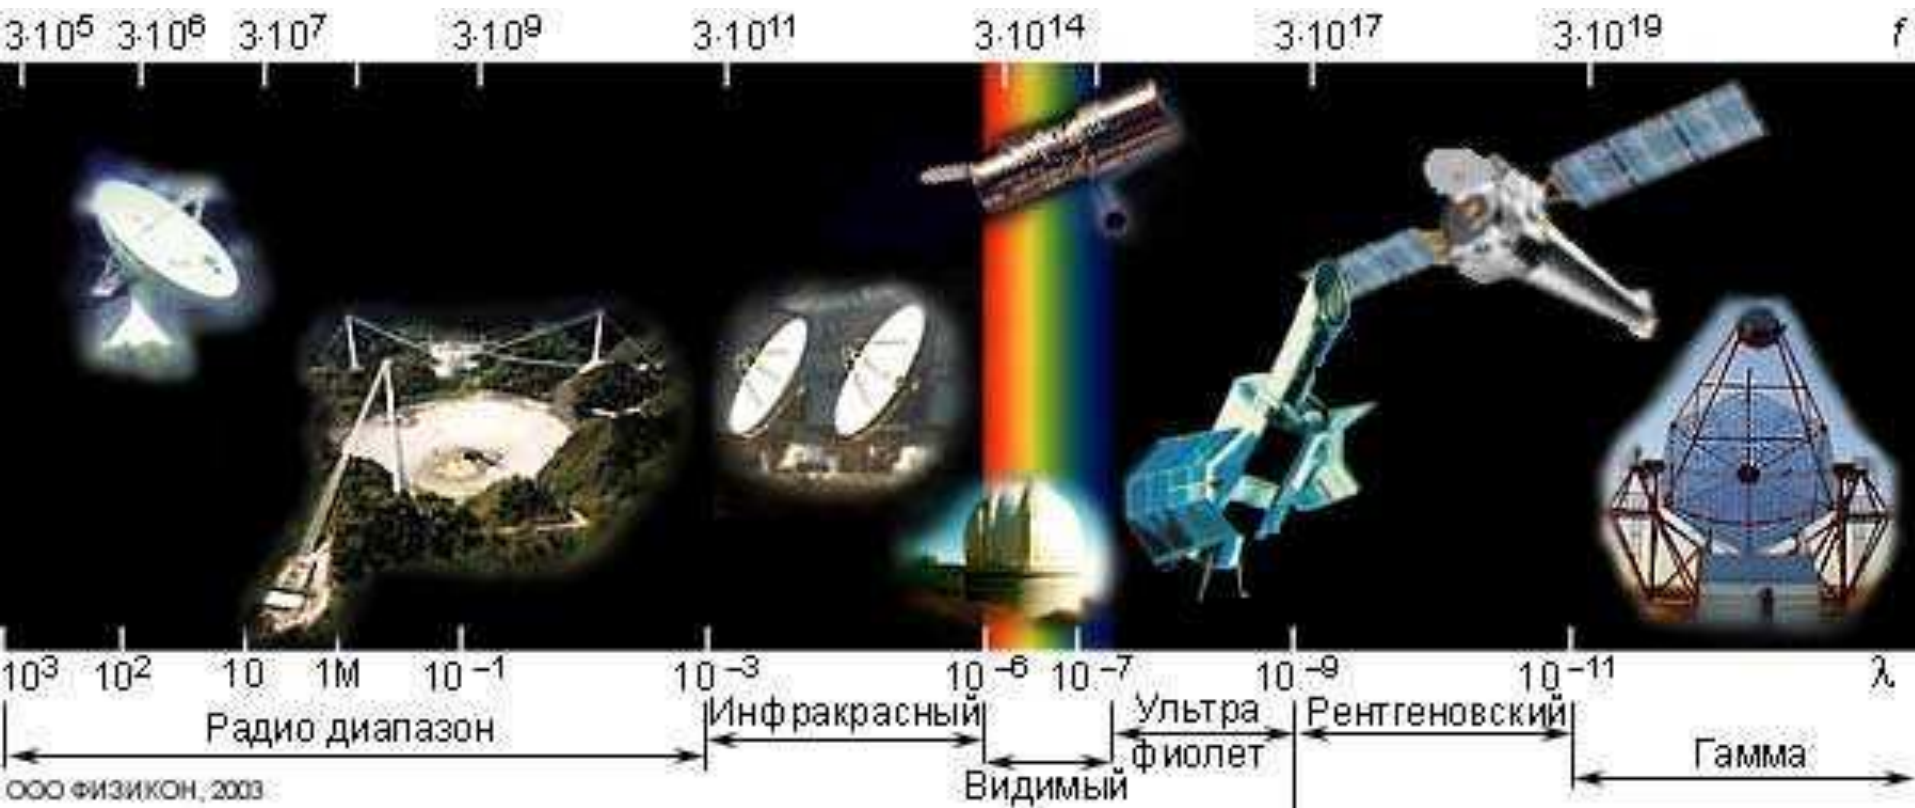 3·10⁵ 3·10⁶ 3·10⁷ 3·10⁹ 3·10¹¹ 3·10¹⁴ 3·10¹⁷ 3·10¹⁹ f
10³ 10² 10 1М 10⁻¹ 10⁻³ 10⁻⁶ 10⁻⁷ 10⁻⁹ 10⁻¹¹ λ
Радио диапазон
Инфракрасный
Видимый
Ультра
фиолет
Рентгеновский
Гамма
ООО ФИЗИКОН, 2003